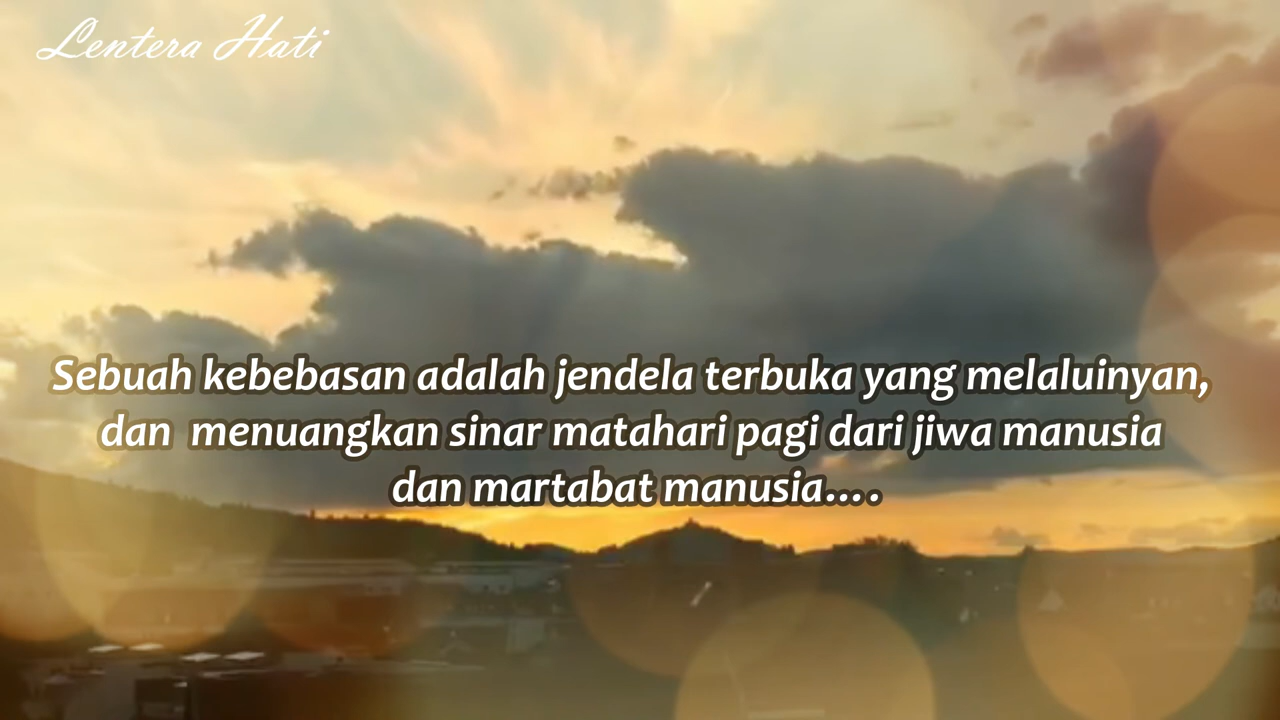 Lentera Hati
Sebuah kebebasan adalah jendela terbuka yang melaluinyan,
dan menuangkan sinar matahari pagi dari jiwa manusia
dan martabat manusia....